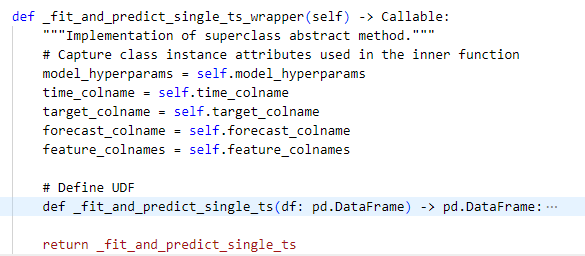 def _fit_and_predict_single_ts_wrapper(self) -> Callable:
    """Implementation of superclass abstract method."""
    # Capture class instance attributes used in the inner function
    model_hyperparams = self.model_hyperparams
    time_colname = self.time_colname
    target_colname = self.target_colname
    forecast_colname = self.forecast_colname
    feature_colnames = self.feature_colnames

    # Define UDF
    def _fit_and_predict_single_ts(df: pd.DataFrame) -> pd.DataFrame:⋯

    return _fit_and_predict_single_ts